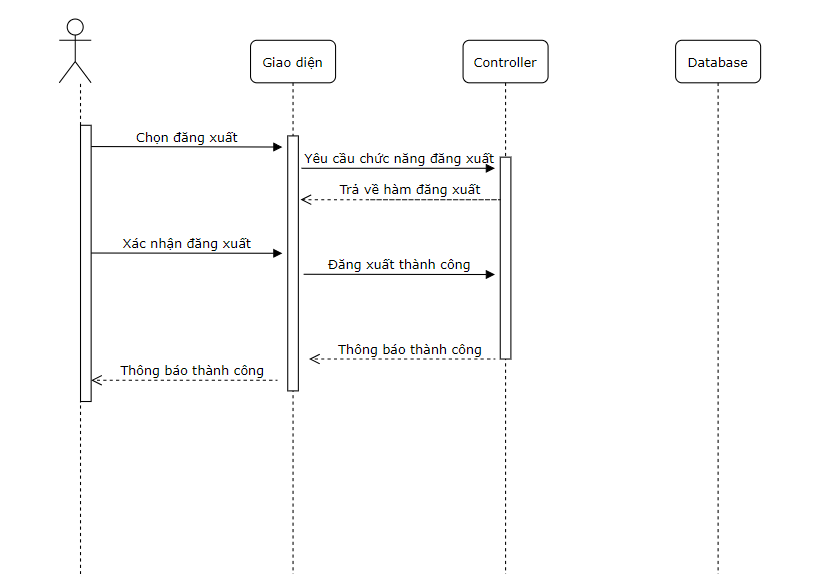 Giao diện
Controller
Database
Chọn đăng xuất
Yêu cầu chức năng đăng xuất
Trả về hàm đăng xuất
Xác nhận đăng xuất
Đăng xuất thành công
Thông báo thành công
Thông báo thành công